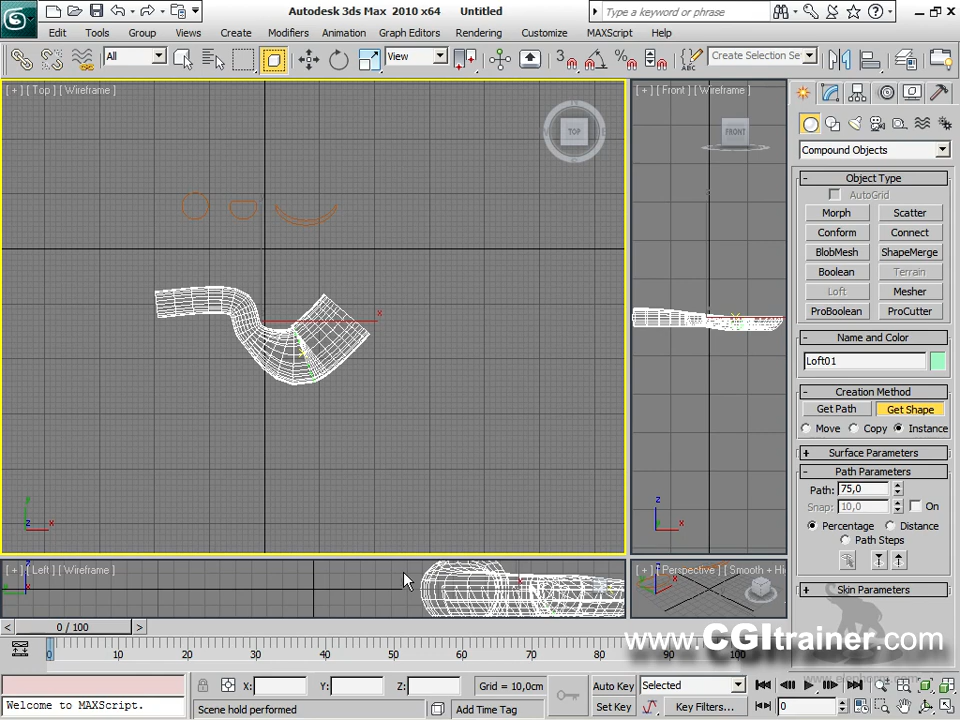 Autodesk 3ds Max 2010 x64 Untitled
Type a keyword or phrase
Edit Tools Group Views Create Modifiers Animation Graph Editors Rendering Customize MAXScript Help
All View 3 Create Selection Se
[ + ] [ Top ] [ Wireframe ]
[ + ] [ Front ] [ Wireframe ]
TOP
FRONT
Compound Objects
- Object Type
AutoGrid
Morph Scatter
Conform Connect
BlobMesh ShapeMerge
Boolean Terrain
Loft Mesher
ProBoolean ProCutter
- Name and Color
Loft01
- Creation Method
Get Path Get Shape
Move Copy Instance
+ Surface Parameters
- Path Parameters
Path: 75,0
Snap: 10,0 On
Percentage Distance
Path Steps
+ Skin Parameters
x
z x
z x
[ + ] [ Left ] [ Wireframe ]
[ + ] [ Perspective ] [ Smooth + Hi
< 0 / 100 >
0 10 20 30 40 50 60 70 80 90 100
www.CGItrainer.com
X: Y: Z: Grid = 10,0cm
Auto Key Selected
Welcome to MAXScript.
Scene hold performed
Add Time Tag
Set Key Key Filters... 0